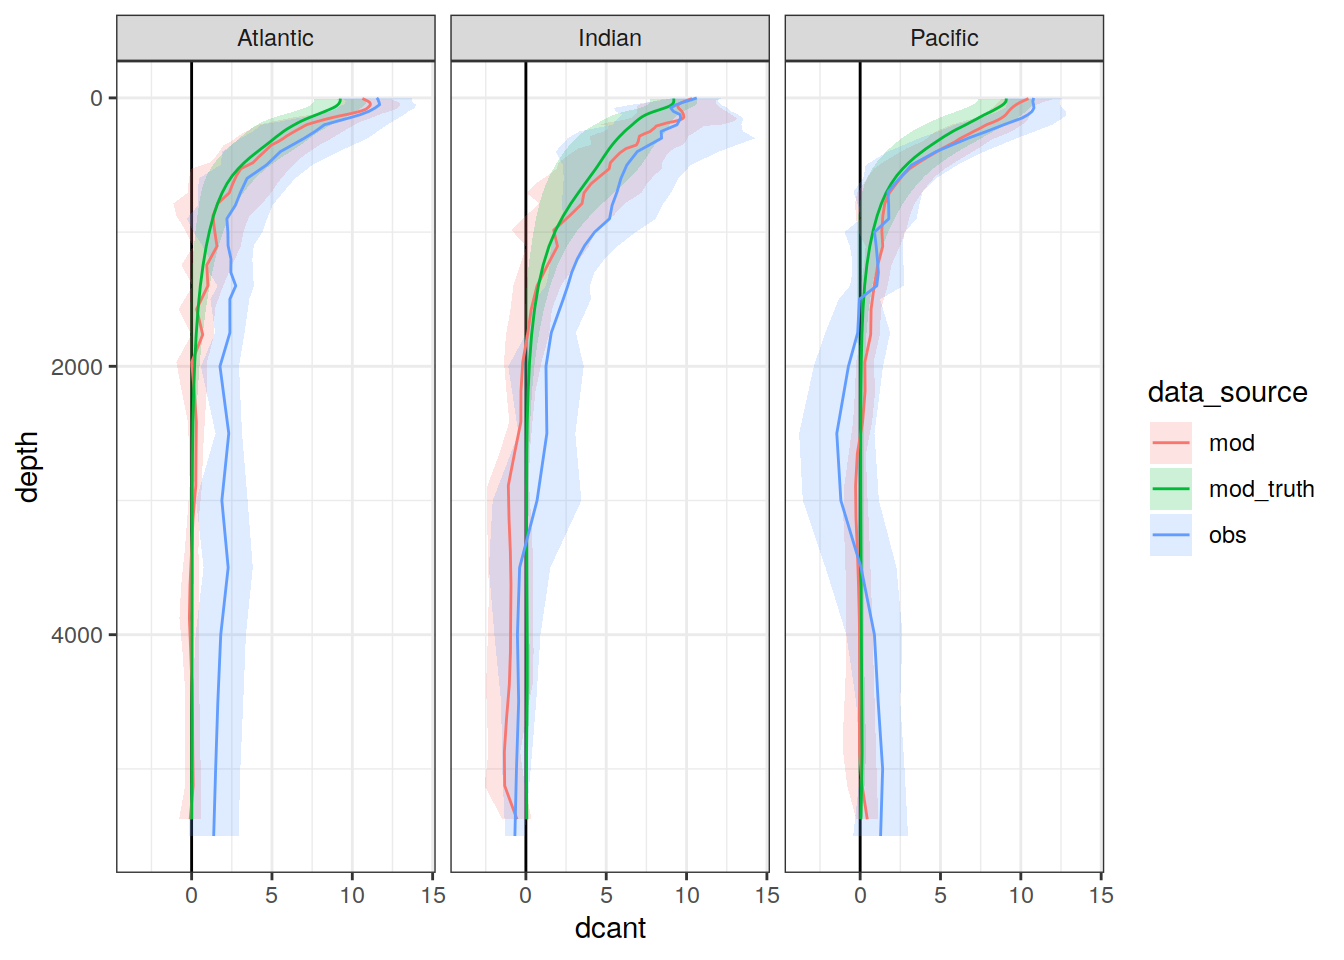 Atlantic Indian Pacific
0
2000
4000
depth
0 5 10 15 0 5 10 15 0 5 10 15
dcant
data_source
mod
mod_truth
obs